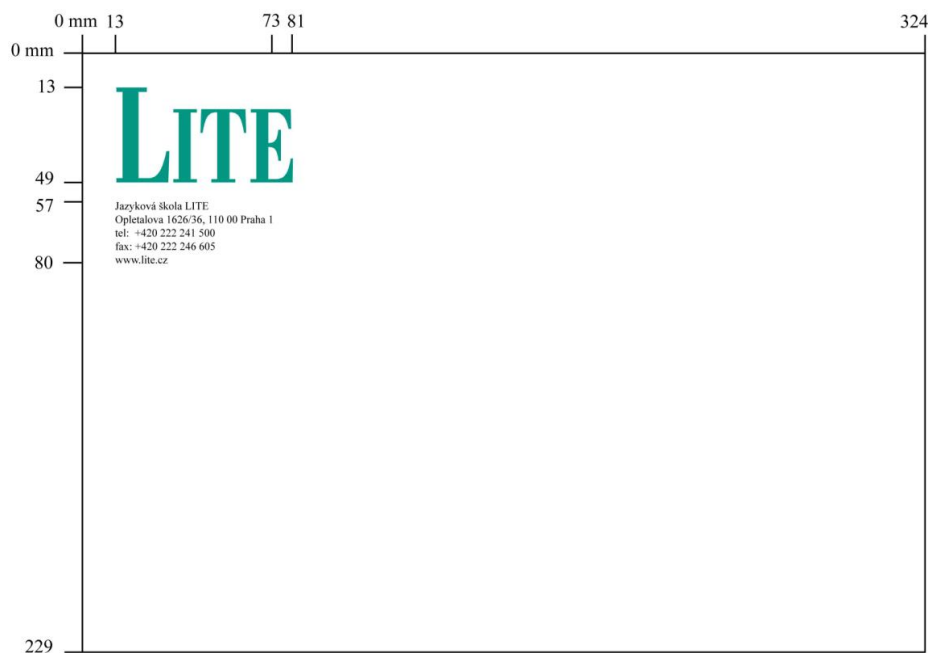 0 mm 13 73 81 324
0 mm
13
49
57
80
229
LITE
Jazyková škola LITE
Opletalova 1626/36, 110 00 Praha 1
tel: +420 222 241 500
fax: +420 222 246 605
www.lite.cz